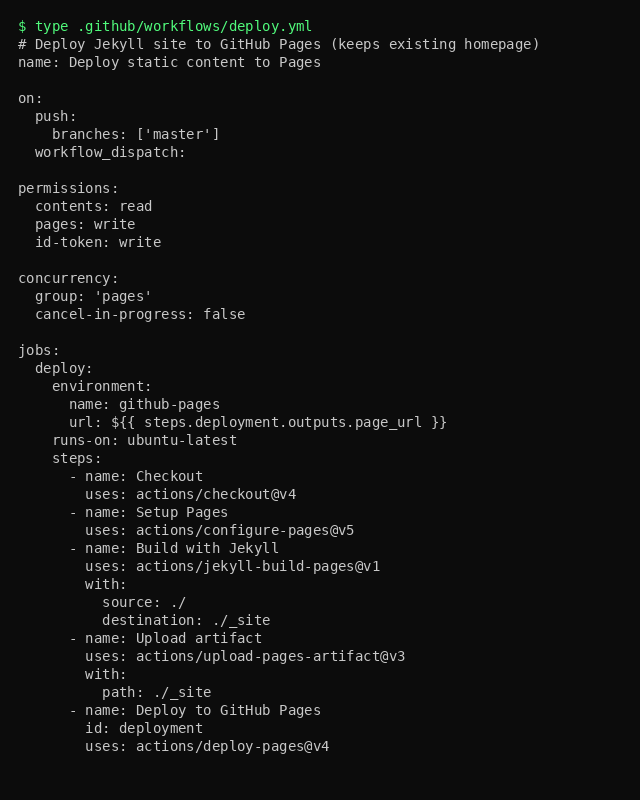 $ type .github/workflows/deploy.yml
# Deploy Jekyll site to GitHub Pages (keeps existing homepage)
name: Deploy static content to Pages

on:
  push:
    branches: ['master']
  workflow_dispatch:

permissions:
  contents: read
  pages: write
  id-token: write

concurrency:
  group: 'pages'
  cancel-in-progress: false

jobs:
  deploy:
    environment:
      name: github-pages
      url: ${{ steps.deployment.outputs.page_url }}
    runs-on: ubuntu-latest
    steps:
      - name: Checkout
        uses: actions/checkout@v4
      - name: Setup Pages
        uses: actions/configure-pages@v5
      - name: Build with Jekyll
        uses: actions/jekyll-build-pages@v1
        with:
          source: ./
          destination: ./_site
      - name: Upload artifact
        uses: actions/upload-pages-artifact@v3
        with:
          path: ./_site
      - name: Deploy to GitHub Pages
        id: deployment
        uses: actions/deploy-pages@v4